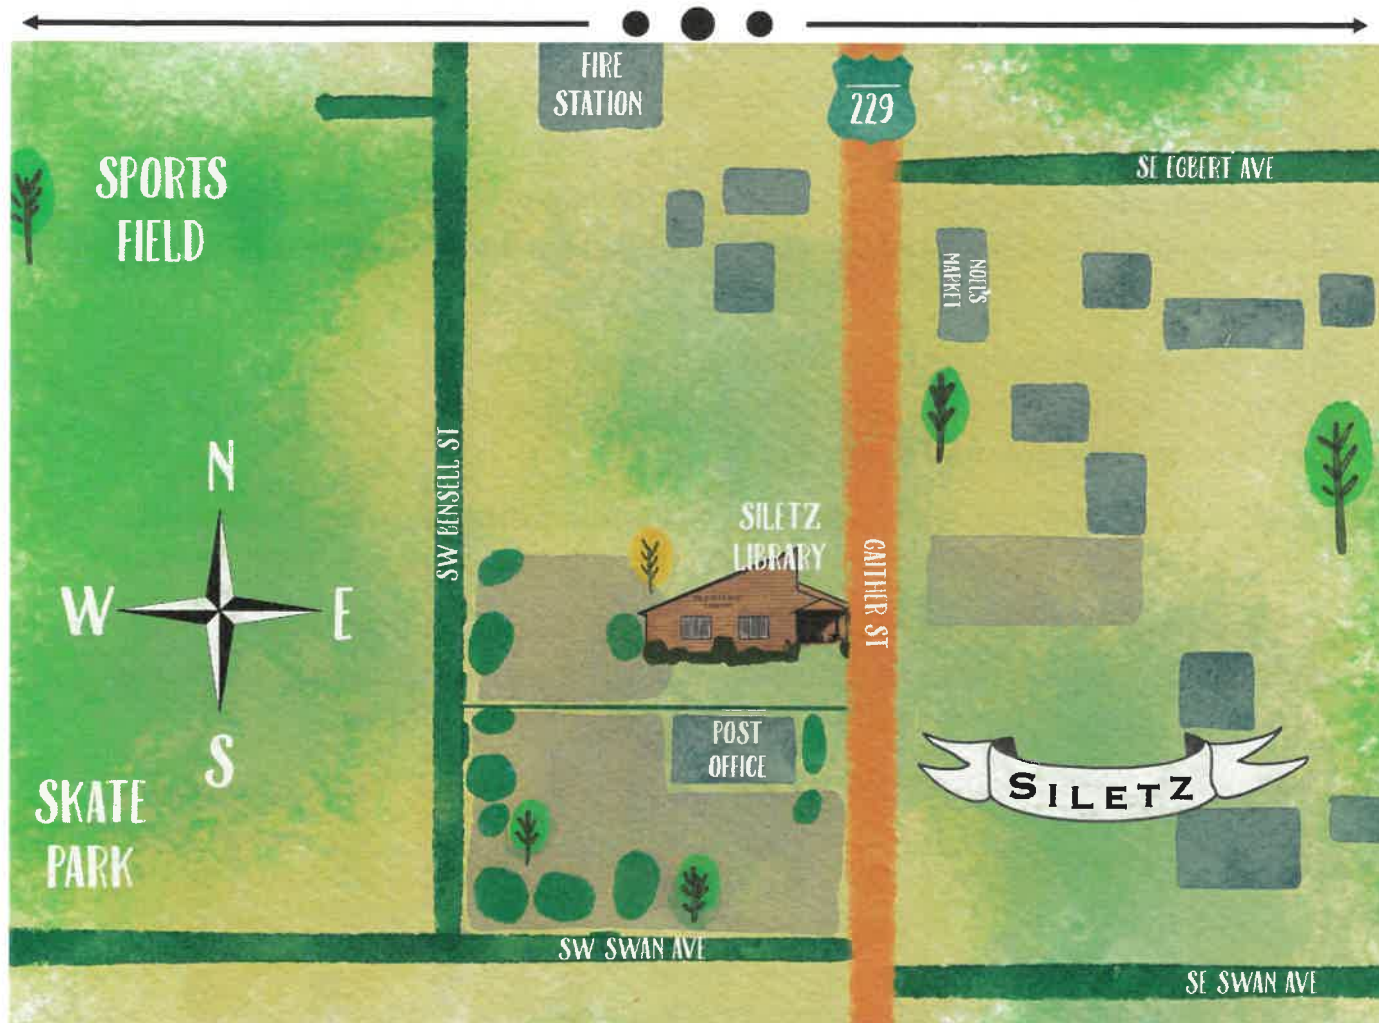 FIRE
STATION
229
SE EGBERT AVE
SPORTS
FIELD
NOEL'S
MARKET
N
SW BENSELL ST
SILETZ
LIBRARY
GAITHER ST
W
E
S
POST
OFFICE
SILETZ
SKATE
PARK
SW SWAN AVE
SE SWAN AVE